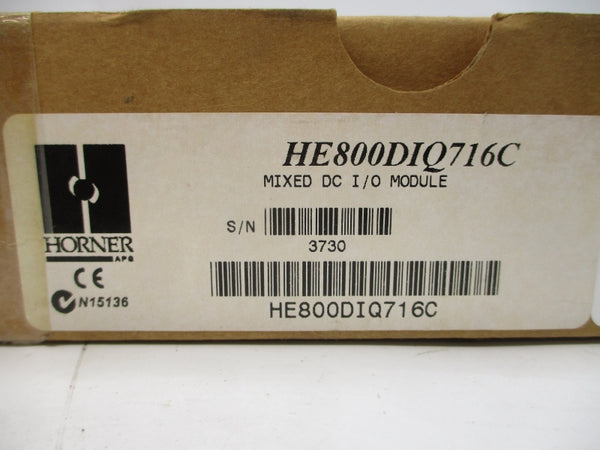 HE800DIQ716C
MIXED DC I/O MODULE
S/N
3730
HE800DIQ716C
HORNER
APG
CE
N15136